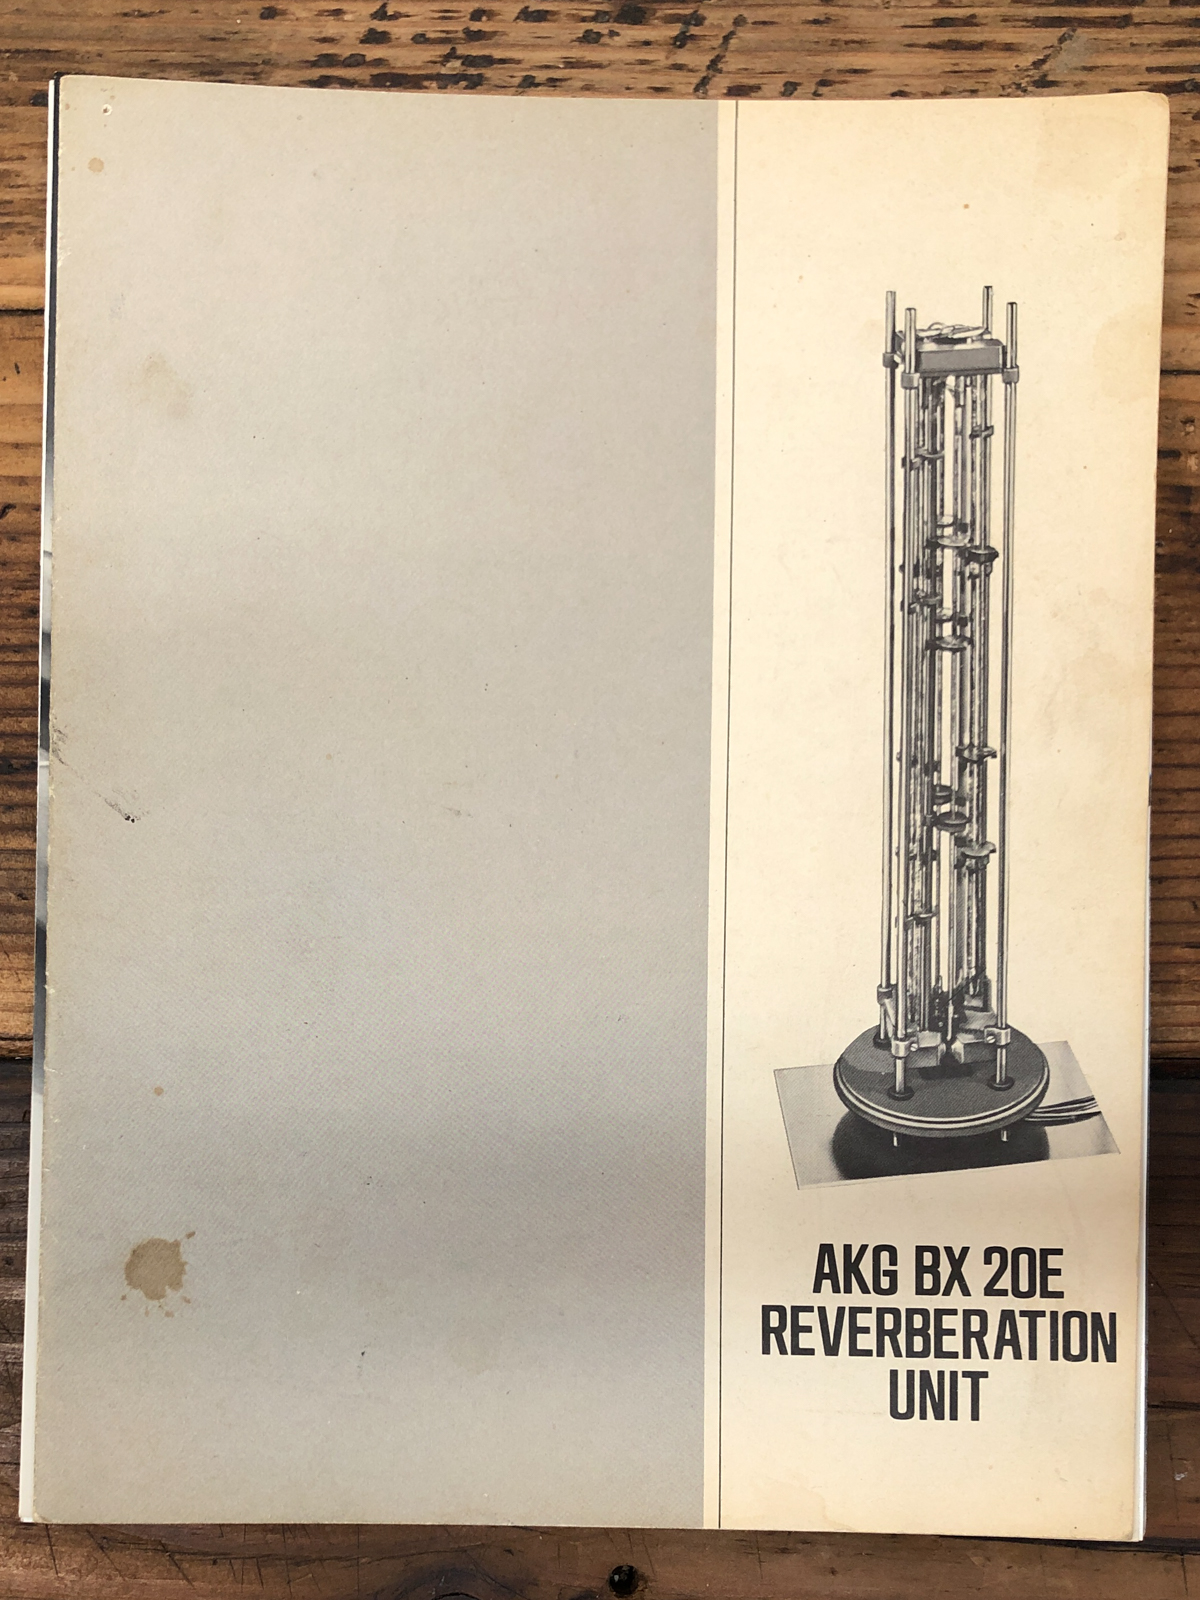 AKG BX 20E
REVERBERATION
UNIT